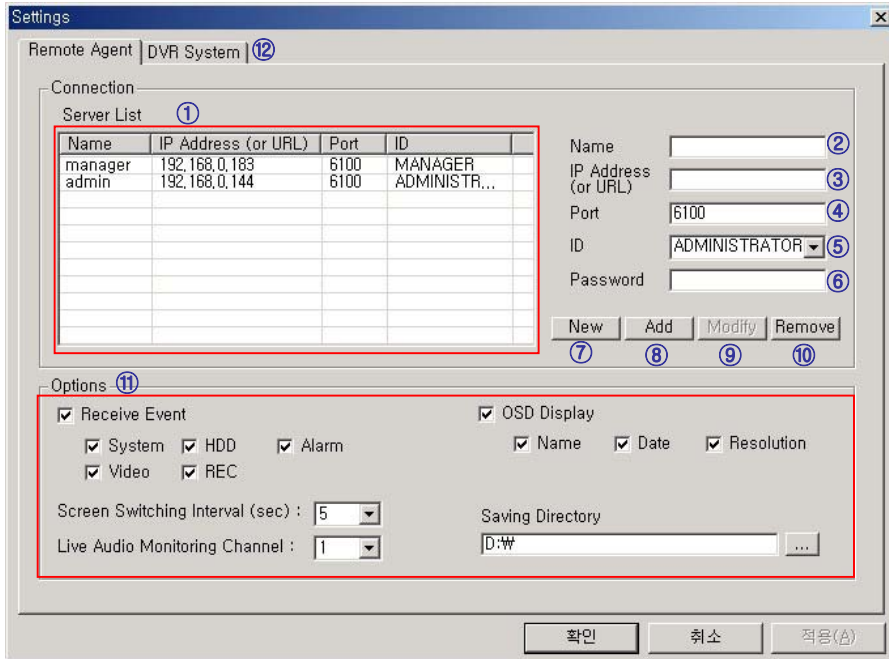 Settings
Remote Agent DVR System ⑫
Connection
Server List ①
Name IP Address (or URL) Port ID
manager 192,168,0,183 6100 MANAGER
admin 192,168,0,144 6100 ADMINISTR...
Name ②
IP Address
(or URL) ③
Port 6100 ④
ID ADMINISTRATOR ⑤
Password ⑥
New Add Modify Remove
⑦ ⑧ ⑨ ⑩
Options ⑪
Receive Event
System HDD Alarm
Video REC
OSD Display
Name Date Resolution
Screen Switching Interval (sec) : 5
Live Audio Monitoring Channel : 1
Saving Directory
D:₩ ...
확인 취소 적용(A)